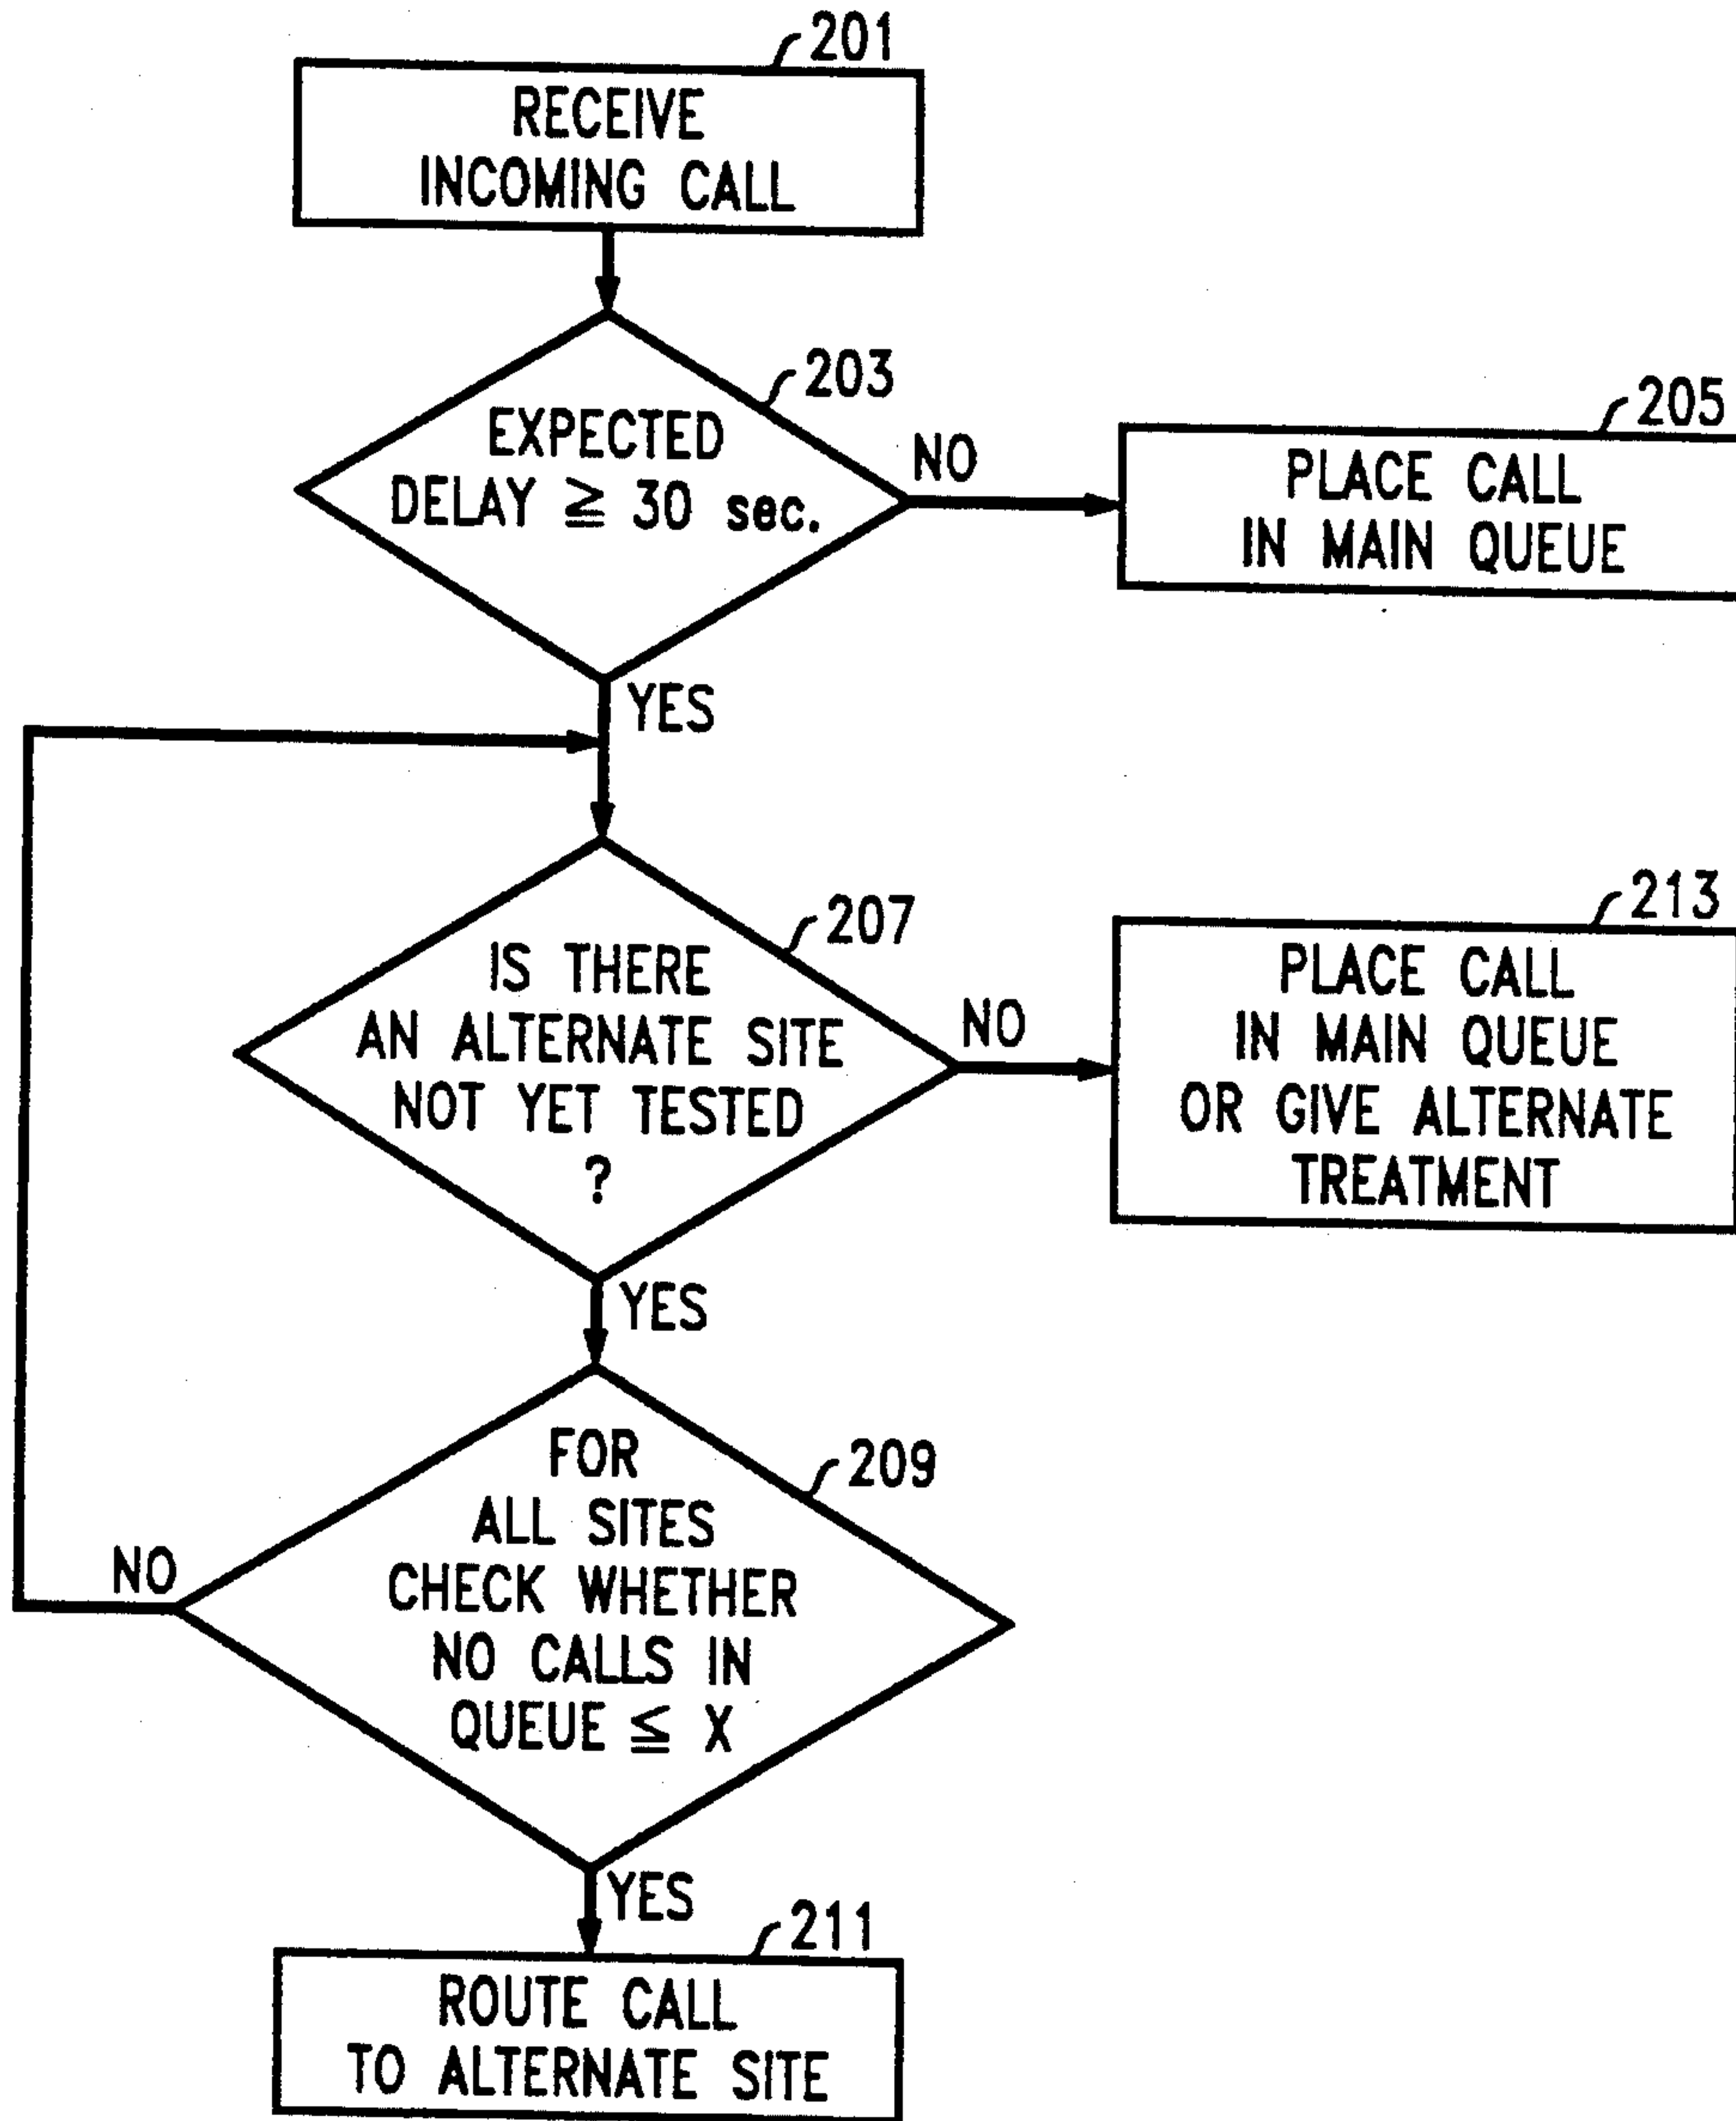 201
RECEIVE
INCOMING CALL
203
EXPECTED
DELAY ≧ 30 sec.
NO
205
PLACE CALL
IN MAIN QUEUE
YES
207
IS THERE
AN ALTERNATE SITE
NOT YET TESTED
?
NO
213
PLACE CALL
IN MAIN QUEUE
OR GIVE ALTERNATE
TREATMENT
YES
209
FOR
ALL SITES
CHECK WHETHER
NO CALLS IN
QUEUE ≦ X
NO
YES
211
ROUTE CALL
TO ALTERNATE SITE